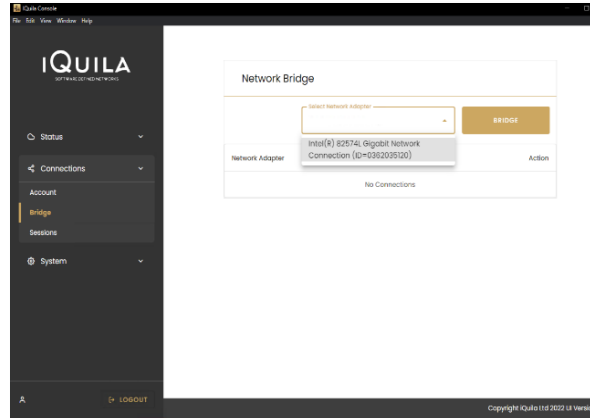 iQuila Console
File Edit View Window Help
iQUILA
SOFTWARE DEFINED NETWORKS
Status
Connections
Account
Bridge
Sessions
System
LOGOUT
Network Bridge
Select Network Adapter
BRIDGE
Intel(R) 82574L Gigabit Network
Connection (ID=0362035120)
Network Adapter
Action
No Connections
Copyright iQuila Ltd 2022 UI Versi